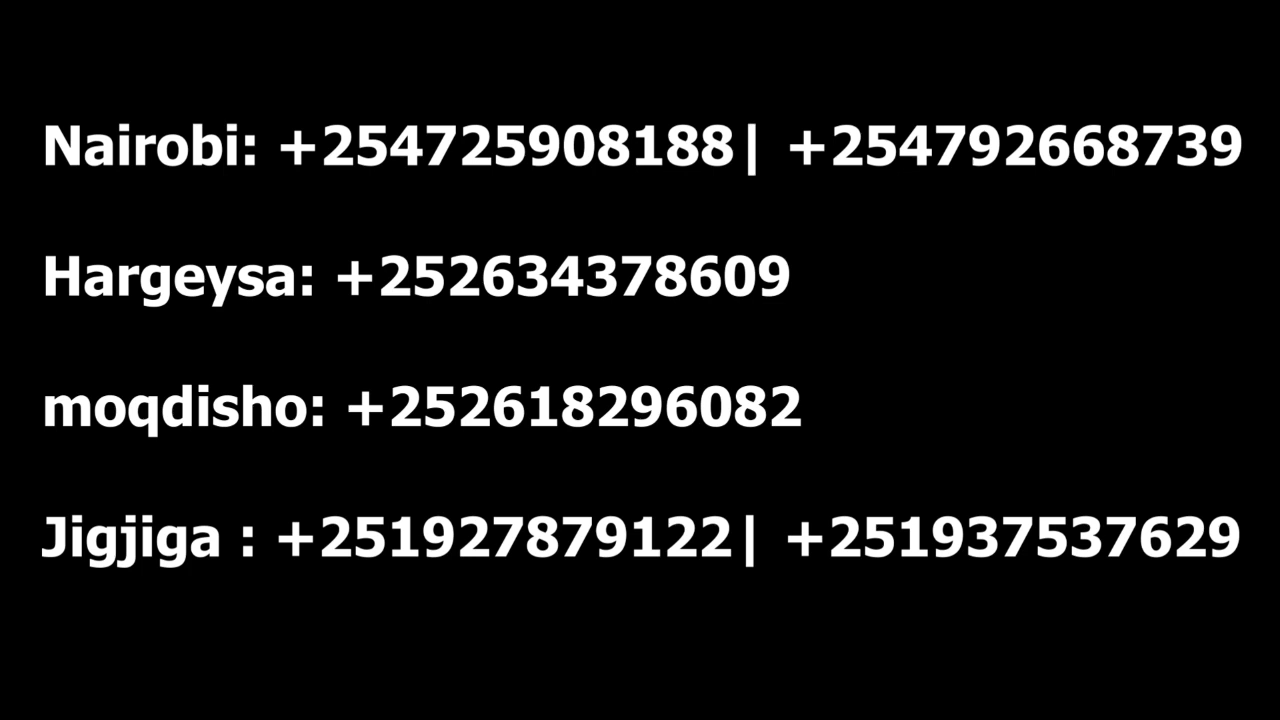 Nairobi: +254725908188| +254792668739
Hargeysa: +252634378609
moqdisho: +252618296082
Jigjiga : +251927879122| +251937537629